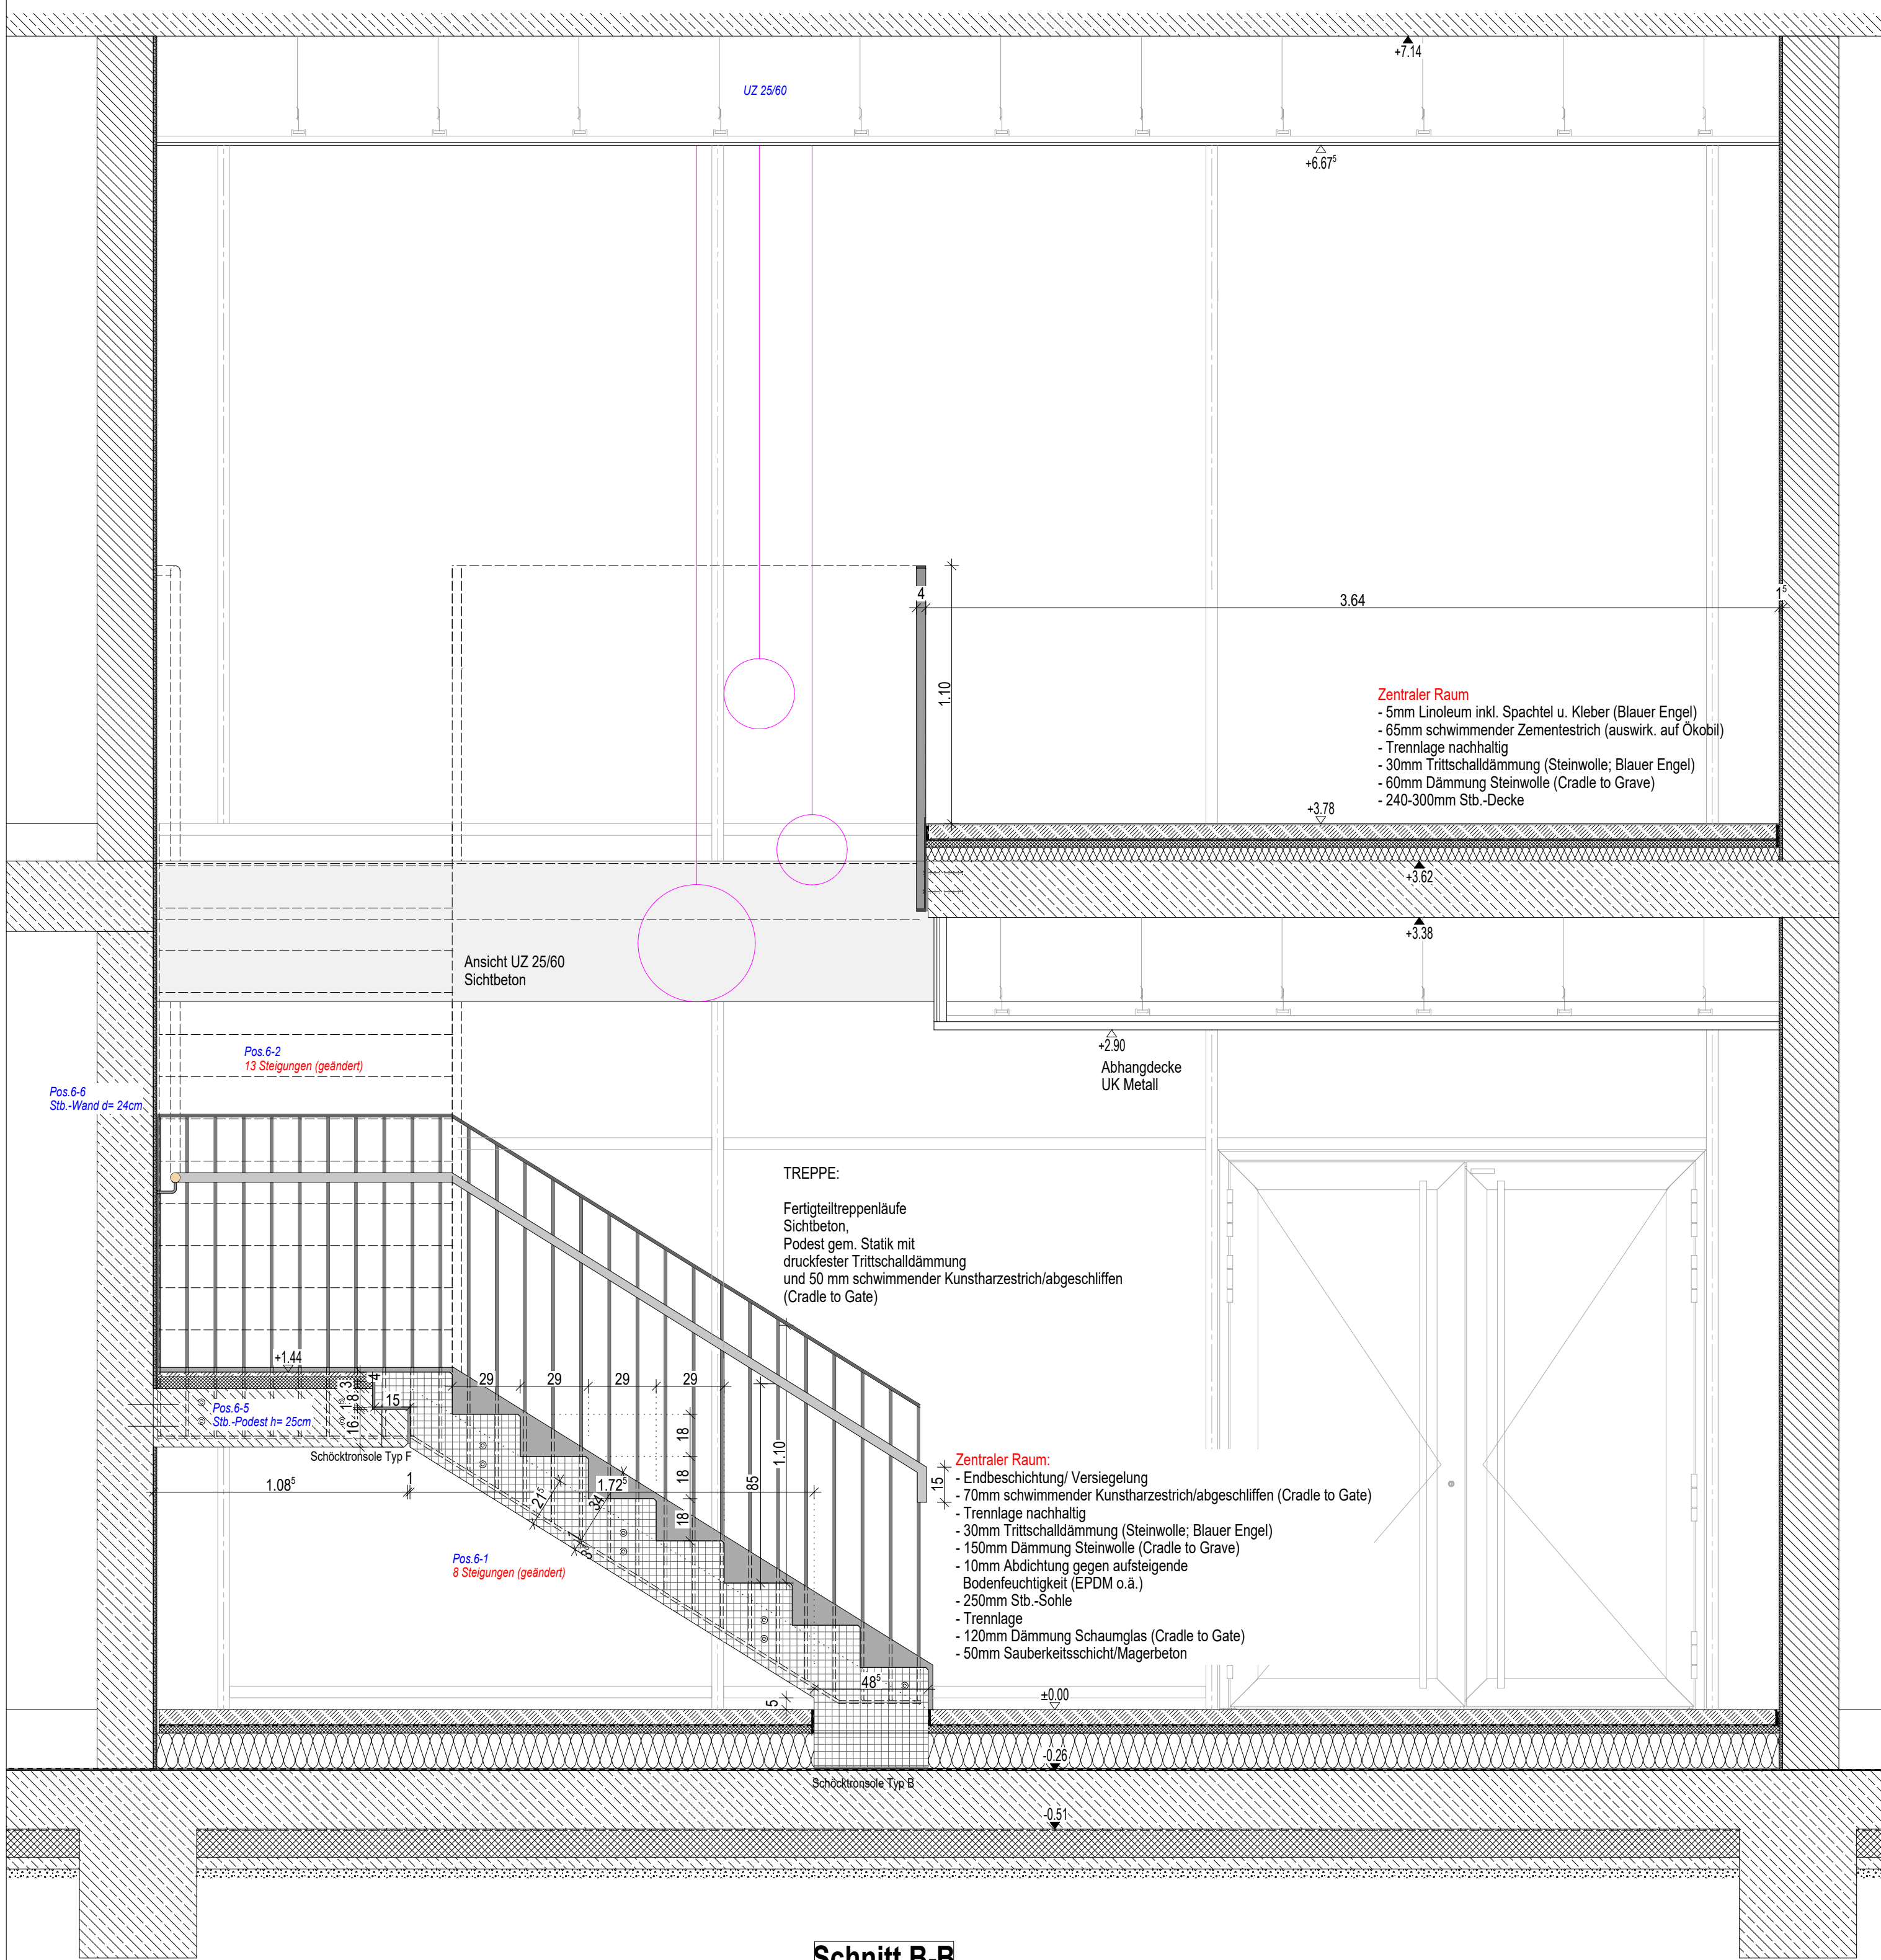 +7.14
UZ 25/60
+6.67⁵
4
3.64
1⁵
1.10
Zentraler Raum
- 5mm Linoleum inkl. Spachtel u. Kleber (Blauer Engel)
- 65mm schwimmender Zementestrich (auswirk. auf Ökobil)
- Trennlage nachhaltig
- 30mm Trittschalldämmung (Steinwolle; Blauer Engel)
- 60mm Dämmung Steinwolle (Cradle to Grave)
- 240-300mm Stb.-Decke
+3.78
+3.62
+3.38
Ansicht UZ 25/60
Sichtbeton
+2.90
Abhangdecke
UK Metall
Pos.6-2
13 Steigungen (geändert)
Pos.6-6
Stb.-Wand d= 24cm
TREPPE:
Fertigteiltreppenläufe
Sichtbeton,
Podest gem. Statik mit
druckfester Trittschalldämmung
und 50 mm schwimmender Kunstharzestrich/abgeschliffen
(Cradle to Gate)
+1.44
29
29
29
29
3
4
18
15
16
Pos.6-5
Stb.-Podest h= 25cm
Schöcktronsole Typ F
18
18
18
1.10
85
1.08⁵
1
1.72⁵
21⁵
34
15
Pos.6-1
8 Steigungen (geändert)
Zentraler Raum:
- Endbeschichtung/ Versiegelung
- 70mm schwimmender Kunstharzestrich/abgeschliffen (Cradle to Gate)
- Trennlage nachhaltig
- 30mm Trittschalldämmung (Steinwolle; Blauer Engel)
- 150mm Dämmung Steinwolle (Cradle to Grave)
- 10mm Abdichtung gegen aufsteigende
Bodenfeuchtigkeit (EPDM o.ä.)
- 250mm Stb.-Sohle
- Trennlage
- 120mm Dämmung Schaumglas (Cradle to Gate)
- 50mm Sauberkeitsschicht/Magerbeton
48⁵
5
±0.00
-0.26
Schöcktronsole Typ B
-0.51
Schnitt B-B